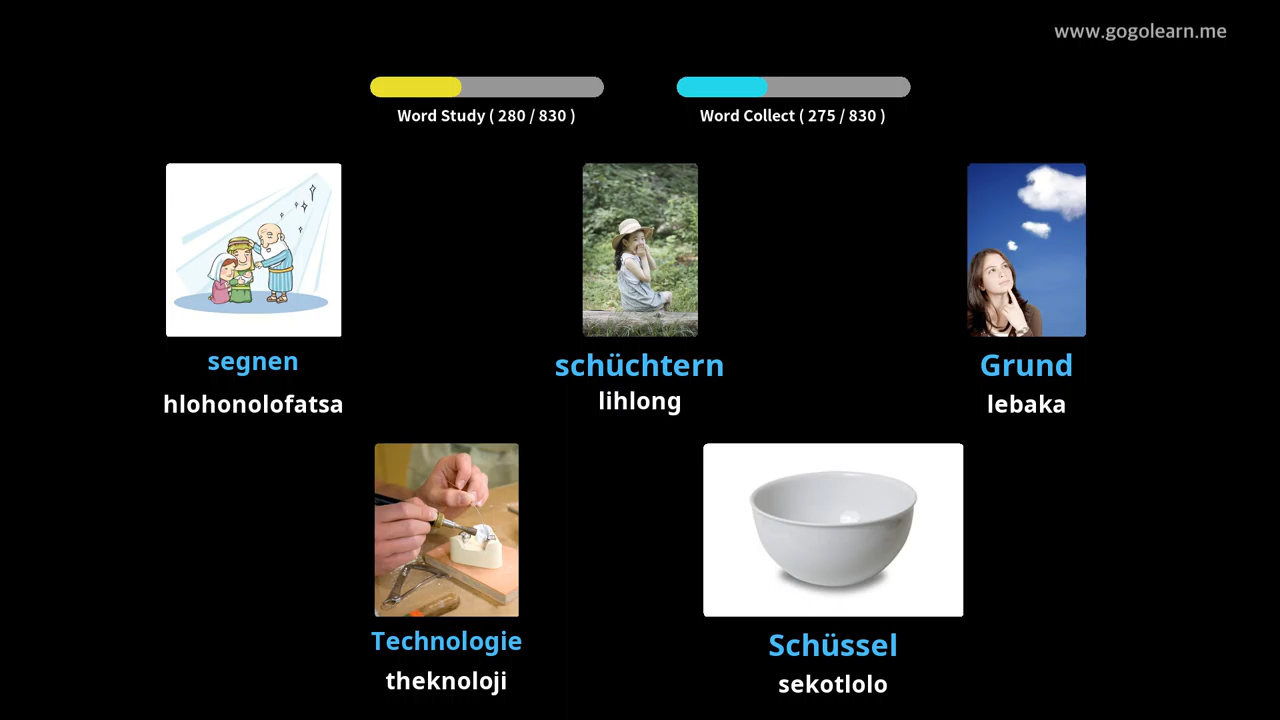 www.gogolearn.me
Word Study ( 280 / 830 )
Word Collect ( 275 / 830 )
segnen
hlohonolofatsa
schüchtern
lihlong
Grund
lebaka
Technologie
theknoloji
Schüssel
sekotlolo